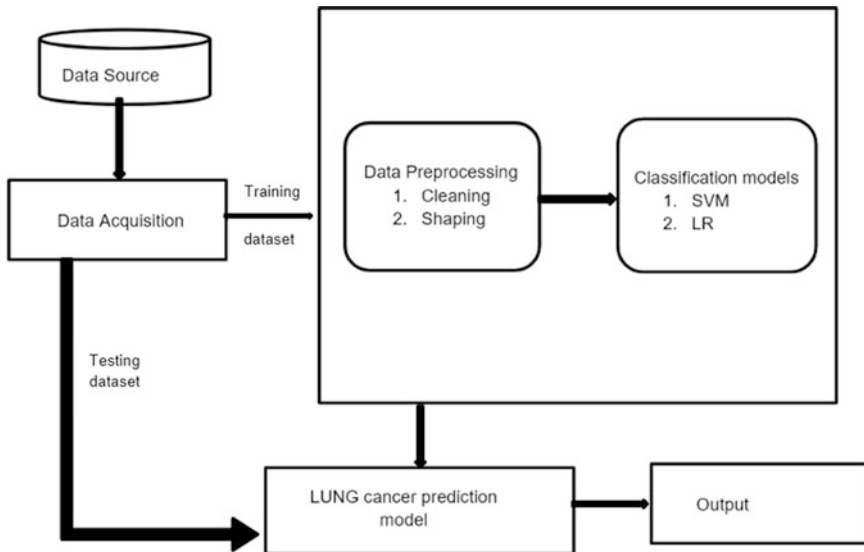 Data Source
Data Acquisition
Training
dataset
Data Preprocessing
1. Cleaning
2. Shaping
Classification models
1. SVM
2. LR
Testing
dataset
LUNG cancer prediction
model
Output